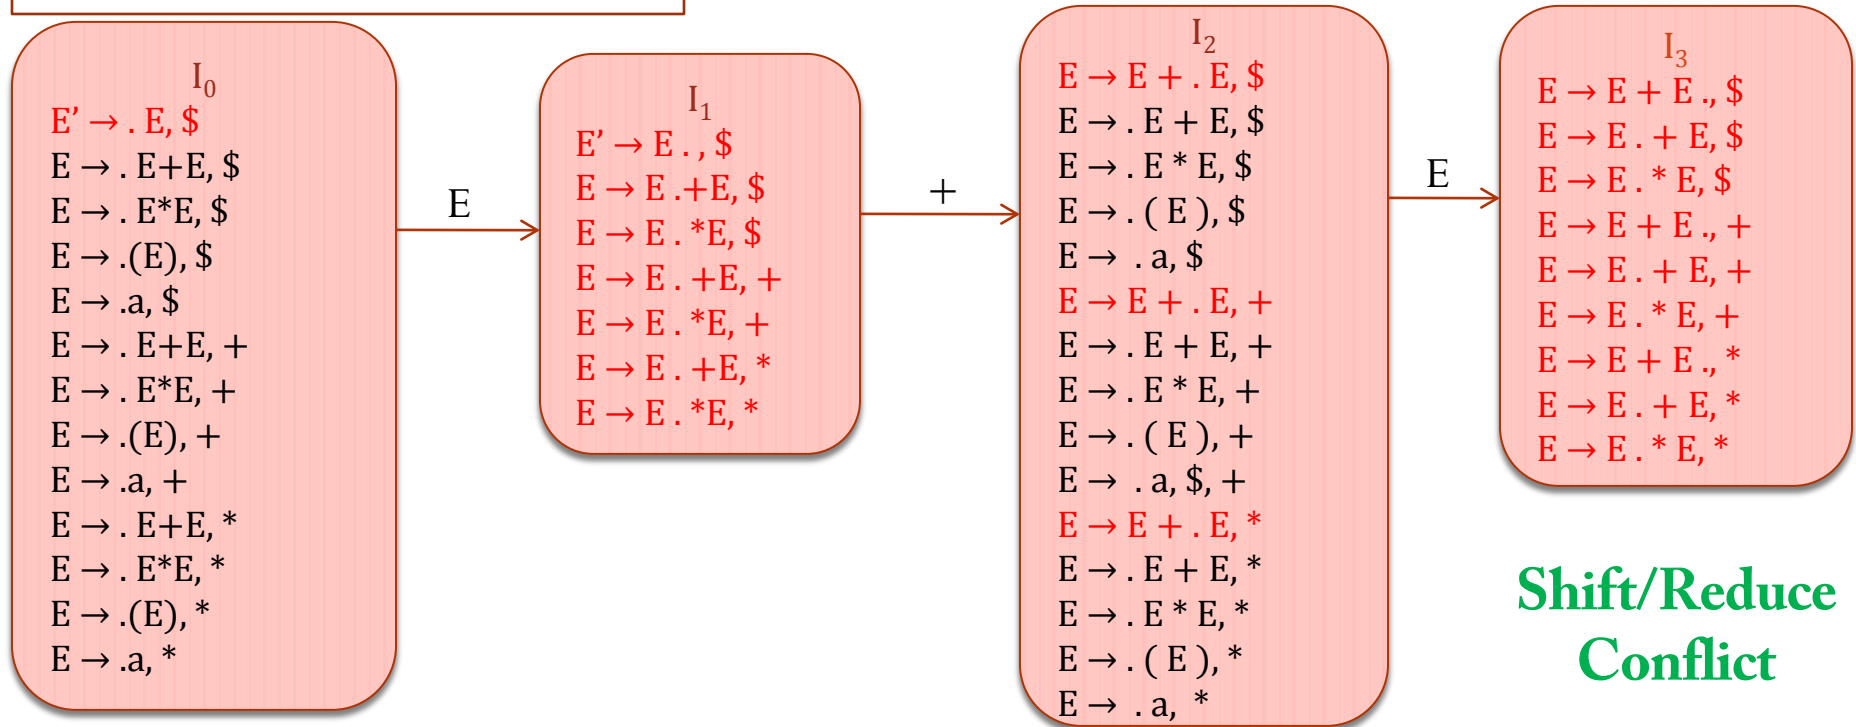 I₀
E’ → . E, $
E → . E+E, $
E → . E*E, $
E → .(E), $
E → .a, $
E → . E+E, +
E → . E*E, +
E → .(E), +
E → .a, +
E → . E+E, *
E → . E*E, *
E → .(E), *
E → .a, *
E
I₁
E’ → E . , $
E → E .+E, $
E → E . *E, $
E → E . +E, +
E → E . *E, +
E → E . +E, *
E → E . *E, *
+
I₂
E → E + . E, $
E → . E + E, $
E → . E * E, $
E → . ( E ), $
E → . a, $
E → E + . E, +
E → . E + E, +
E → . E * E, +
E → . ( E ), +
E → . a, $, +
E → E + . E, *
E → . E + E, *
E → . E * E, *
E → . ( E ), *
E → . a, *
E
I₃
E → E + E ., $
E → E . + E, $
E → E . * E, $
E → E + E ., +
E → E . + E, +
E → E . * E, +
E → E + E ., *
E → E . + E, *
E → E . * E, *
Shift/Reduce
Conflict